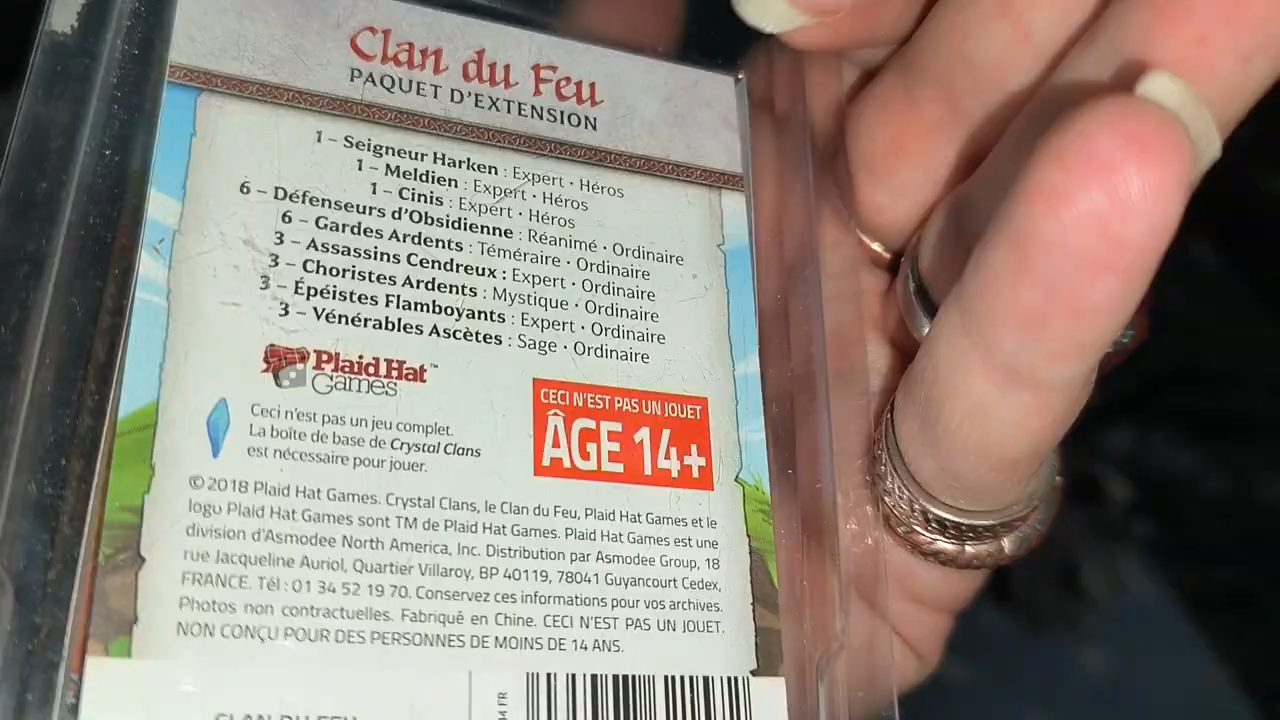 Clan du Feu
PAQUET D'EXTENSION
1 – Seigneur Harken : Expert · Héros
1 – Meldien : Expert · Héros
1 – Cinis : Expert · Héros
6 – Défenseurs d'Obsidienne : Réanimé · Ordinaire
6 – Gardes Ardents : Téméraire · Ordinaire
3 – Assassins Cendreux : Expert · Ordinaire
3 – Choristes Ardents : Mystique · Ordinaire
3 – Épéistes Flamboyants : Expert · Ordinaire
3 – Vénérables Ascètes : Sage · Ordinaire
Plaid Hat™
Games
Ceci n'est pas un jeu complet.
La boîte de base de Crystal Clans
est nécessaire pour jouer.
CECI N'EST PAS UN JOUET
ÂGE 14+
©2018 Plaid Hat Games. Crystal Clans, le Clan du Feu, Plaid Hat Games et le
logo Plaid Hat Games sont TM de Plaid Hat Games. Plaid Hat Games est une
division d'Asmodee North America, Inc. Distribution par Asmodee Group, 18
rue Jacqueline Auriol, Quartier Villaroy, BP 40119, 78041 Guyancourt Cedex,
FRANCE. Tél : 01 34 52 19 70. Conservez ces informations pour vos archives.
Photos non contractuelles. Fabriqué en Chine. CECI N'EST PAS UN JOUET.
NON CONÇU POUR DES PERSONNES DE MOINS DE 14 ANS.
CLAN DU FEU
FR